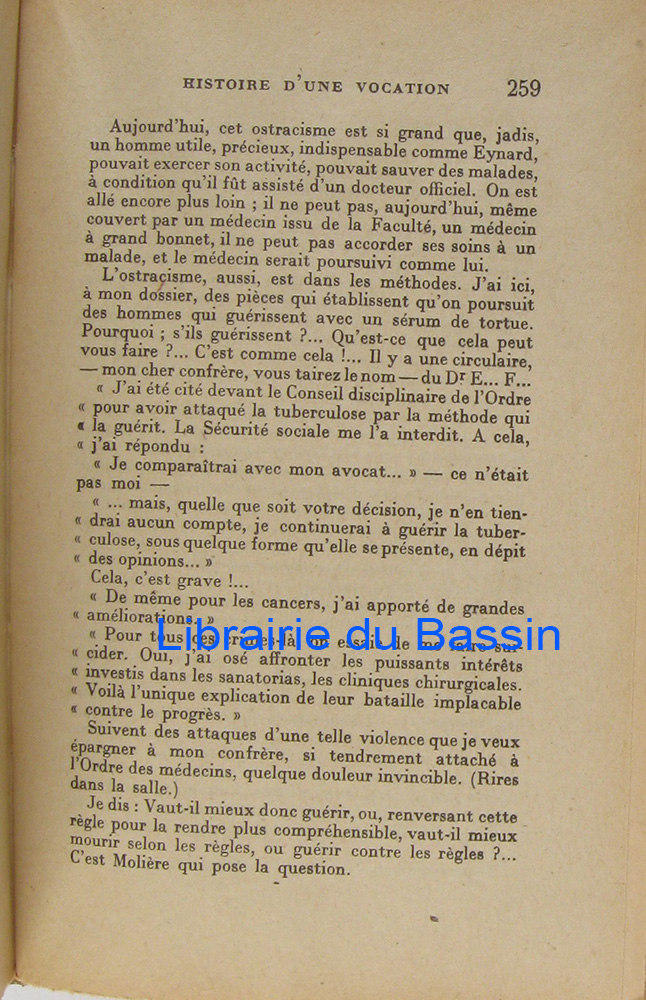 HISTOIRE D'UNE VOCATION 259
Aujourd'hui, cet ostracisme est si grand que, jadis,
un homme utile, précieux, indispensable comme Eynard,
pouvait exercer son activité, pouvait sauver des malades,
à condition qu'il fût assisté d'un docteur officiel. On est
allé encore plus loin ; il ne peut pas, aujourd'hui, même
couvert par un médecin issu de la Faculté, un médecin
à grand bonnet, il ne peut pas accorder ses soins à un
malade, et le médecin serait poursuivi comme lui.
L'ostracisme, aussi, est dans les méthodes. J'ai ici,
à mon dossier, des pièces qui établissent qu'on poursuit
des hommes qui guérissent avec un sérum de tortue.
Pourquoi ; s'ils guérissent ?... Qu'est-ce que cela peut
vous faire ?... C'est comme cela !... Il y a une circulaire,
— mon cher confrère, vous tairez le nom — du Dr E... F...
« J'ai été cité devant le Conseil disciplinaire de l'Ordre
« pour avoir attaqué la tuberculose par la méthode qui
« la guérit. La Sécurité sociale me l'a interdit. A cela,
« j'ai répondu :
« Je comparaîtrai avec mon avocat... » — ce n'était
pas moi —
« ... mais, quelle que soit votre décision, je n'en tien-
« drai aucun compte, je continuerai à guérir la tuber-
« culose, sous quelque forme qu'elle se présente, en dépit
« des opinions... »
Cela, c'est grave !...
« De même pour les cancers, j'ai apporté de grandes
« améliorations. »
« Pour tous ces crimes-là, on essaie de me faire sui-
« cider. Oui, j'ai osé affronter les puissants intérêts
« investis dans les sanatorias, les cliniques chirurgicales.
« Voilà l'unique explication de leur bataille implacable
« contre le progrès. »
Suivent des attaques d'une telle violence que je veux
épargner à mon confrère, si tendrement attaché à
l'Ordre des médecins, quelque douleur invincible. (Rires
dans la salle.)
Je dis : Vaut-il mieux donc guérir, ou, renversant cette
règle pour la rendre plus compréhensible, vaut-il mieux
mourir selon les règles, ou guérir contre les règles ?...
C'est Molière qui pose la question.
Librairie du Bassin